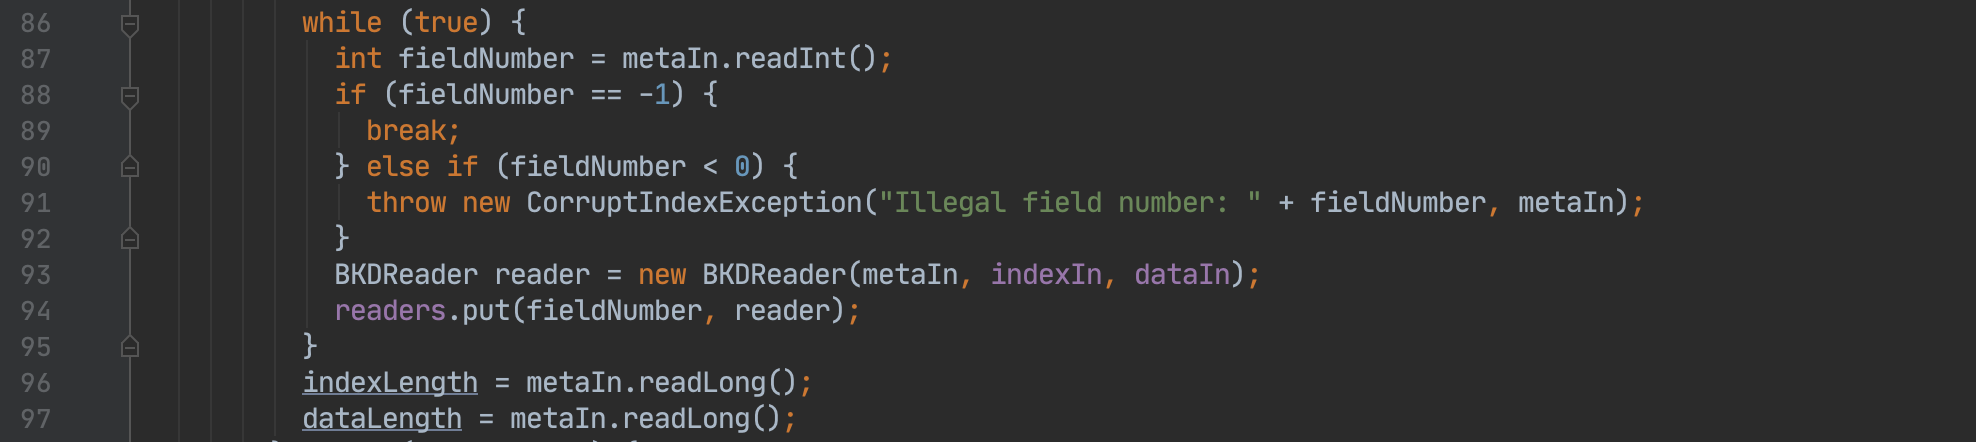 86 while (true) {
87 int fieldNumber = metaIn.readInt();
88 if (fieldNumber == -1) {
89 break;
90 } else if (fieldNumber < 0) {
91 throw new CorruptIndexException("Illegal field number: " + fieldNumber, metaIn);
92 }
93 BKDReader reader = new BKDReader(metaIn, indexIn, dataIn);
94 readers.put(fieldNumber, reader);
95 }
96 indexLength = metaIn.readLong();
97 dataLength = metaIn.readLong();